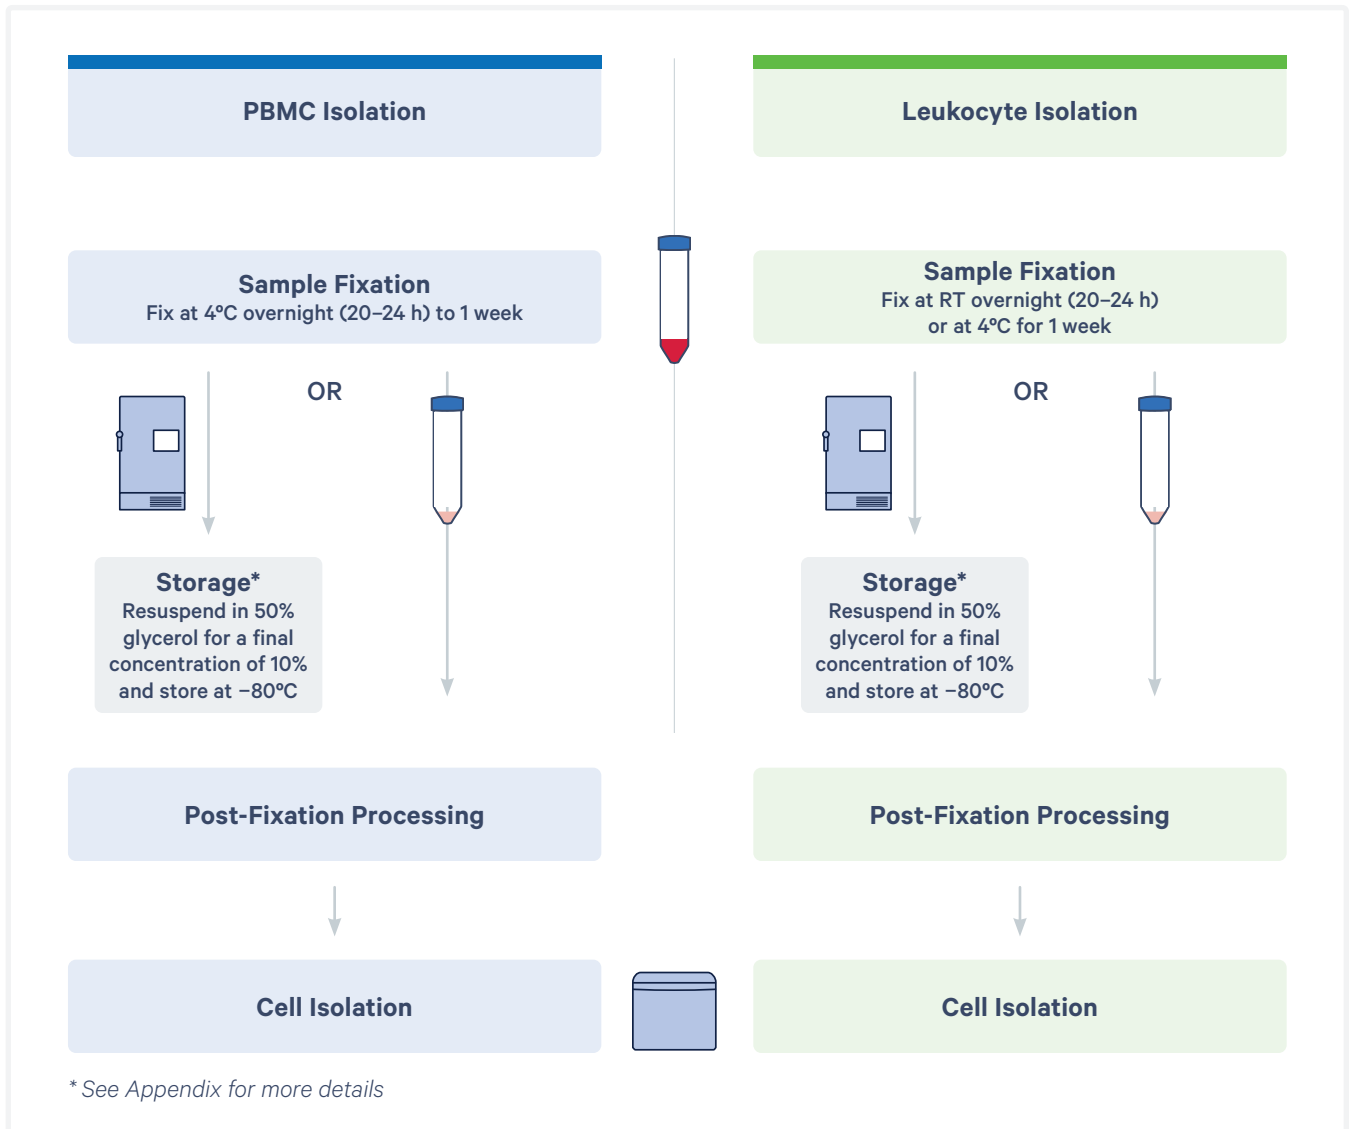 PBMC Isolation
Sample Fixation
Fix at 4°C overnight (20–24 h) to 1 week
OR
Storage*
Resuspend in 50%
glycerol for a final
concentration of 10%
and store at −80°C
Post-Fixation Processing
Cell Isolation
Leukocyte Isolation
Sample Fixation
Fix at RT overnight (20–24 h)
or at 4°C for 1 week
OR
Storage*
Resuspend in 50%
glycerol for a final
concentration of 10%
and store at −80°C
Post-Fixation Processing
Cell Isolation
* See Appendix for more details